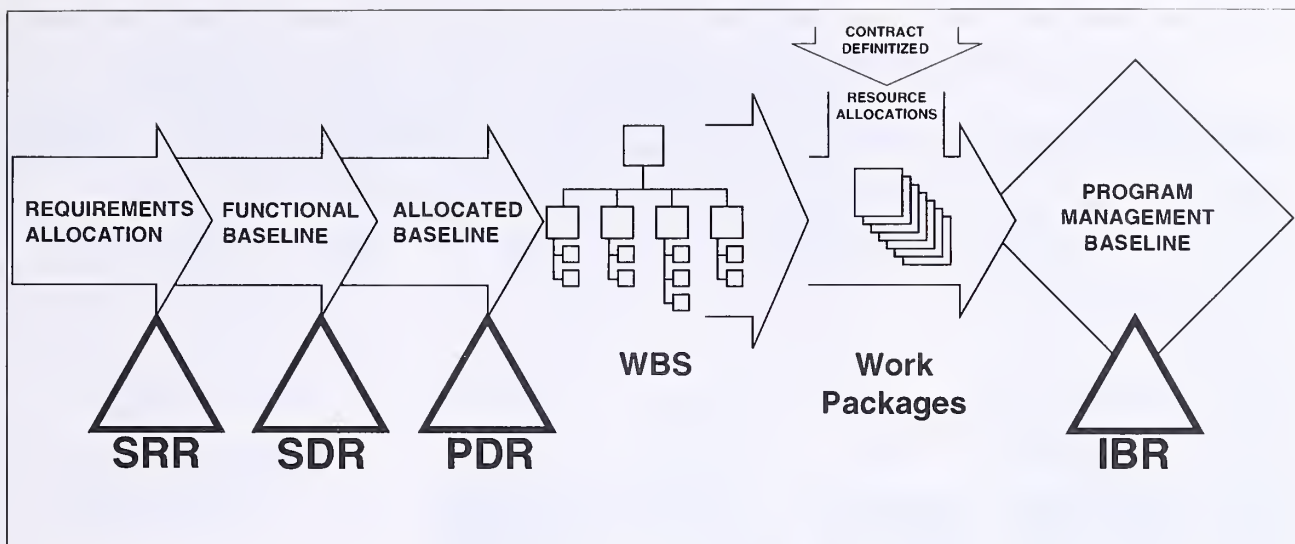 REQUIREMENTS
ALLOCATION
FUNCTIONAL
BASELINE
ALLOCATED
BASELINE
CONTRACT
DEFINITIZED
RESOURCE
ALLOCATIONS
PROGRAM
MANAGEMENT
BASELINE
WBS
Work
Packages
SRR
SDR
PDR
IBR